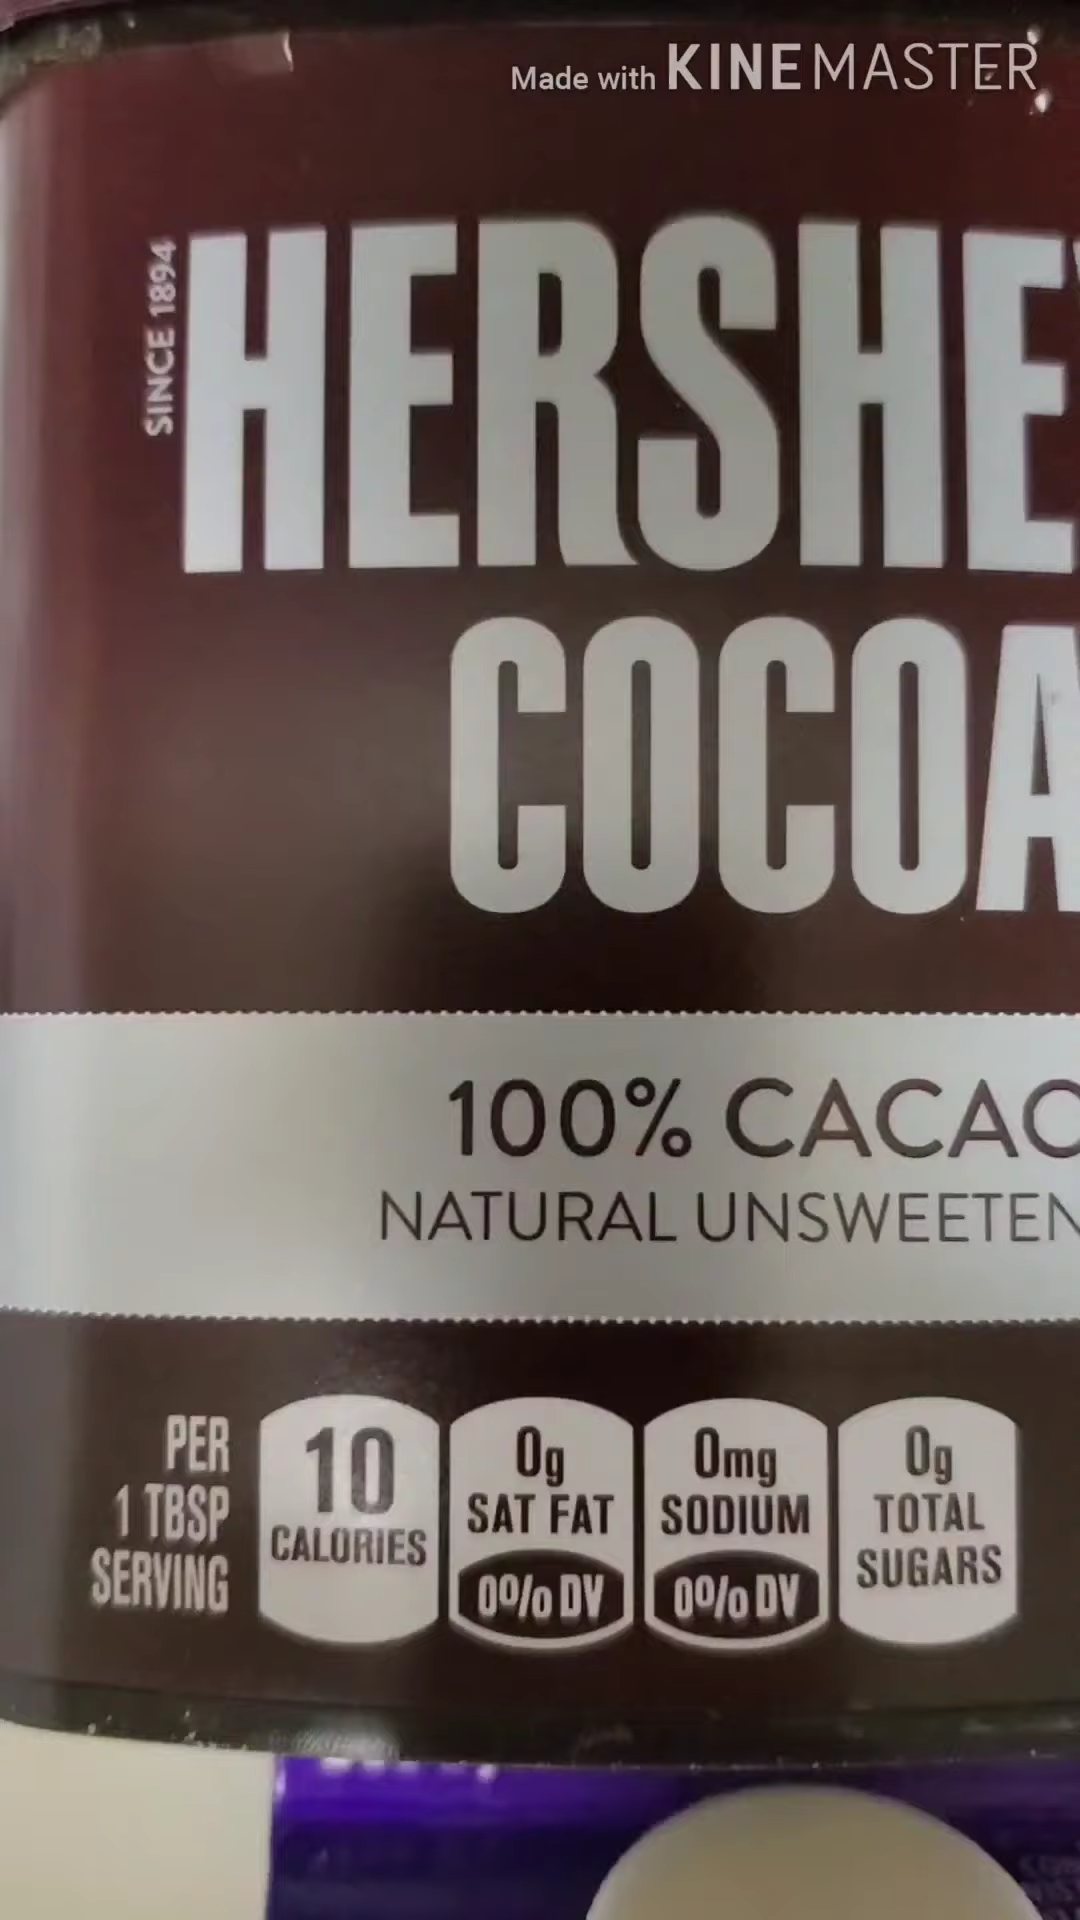 Made with KINEMASTER
SINCE 1894
HERSHE
COCOA
100% CACAO
NATURAL UNSWEETEN
PER
1 TBSP
SERVING
10
CALORIES
0g
SAT FAT
0% DV
0mg
SODIUM
0% DV
0g
TOTAL
SUGARS